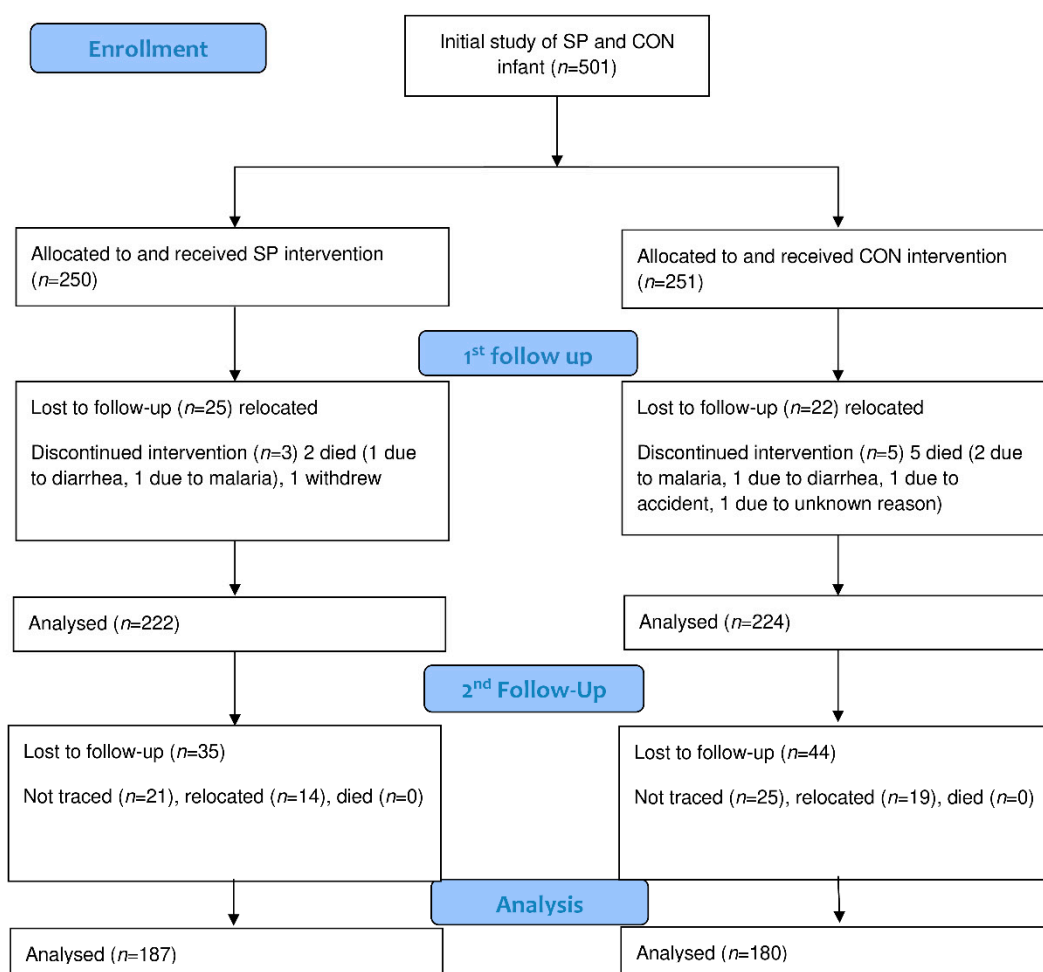 Enrollment
Initial study of SP and CON
infant (n=501)
Allocated to and received SP intervention
(n=250)
Allocated to and received CON intervention
(n=251)
1st follow up
Lost to follow-up (n=25) relocated
Discontinued intervention (n=3) 2 died (1 due
to diarrhea, 1 due to malaria), 1 withdrew
Lost to follow-up (n=22) relocated
Discontinued intervention (n=5) 5 died (2 due
to malaria, 1 due to diarrhea, 1 due to
accident, 1 due to unknown reason)
Analysed (n=222)
Analysed (n=224)
2nd Follow-Up
Lost to follow-up (n=35)
Not traced (n=21), relocated (n=14), died (n=0)
Lost to follow-up (n=44)
Not traced (n=25), relocated (n=19), died (n=0)
Analysis
Analysed (n=187)
Analysed (n=180)